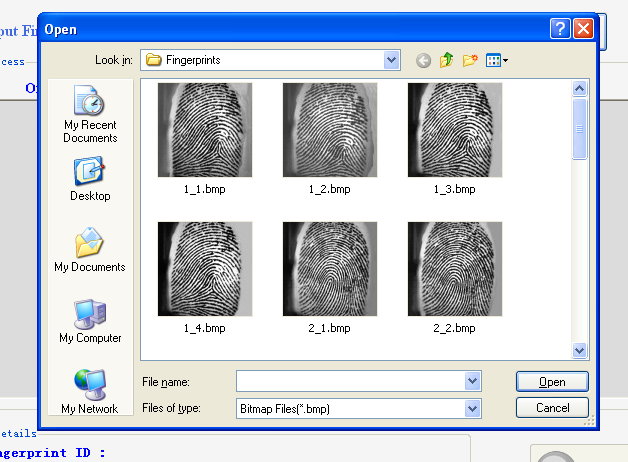 Open
put Fi
cess
Or
Look in:
Fingerprints
My Recent
Documents
Desktop
My Documents
My Computer
My Network
1_1.bmp
1_2.bmp
1_3.bmp
1_4.bmp
2_1.bmp
2_2.bmp
File name:
Open
Files of type:
Bitmap Files(*.bmp)
Cancel
etails
ngerprint ID :